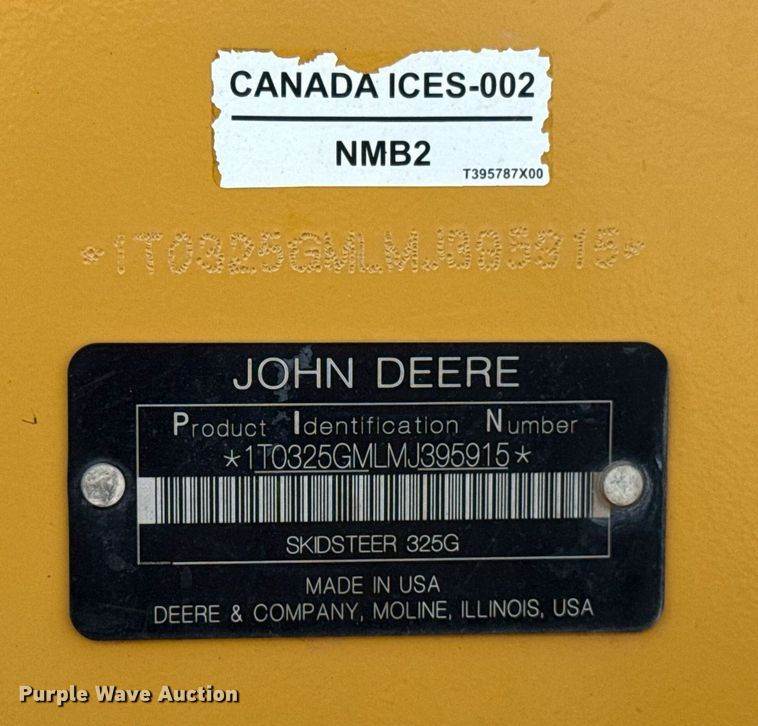 CANADA ICES-002
NMB2
T395787X00
*1T0325GMLMJ395915*
JOHN DEERE
Product Identification Number
*1T0325GMLMJ395915*
SKIDSTEER 325G
MADE IN USA
DEERE & COMPANY, MOLINE, ILLINOIS, USA
Purple Wave Auction